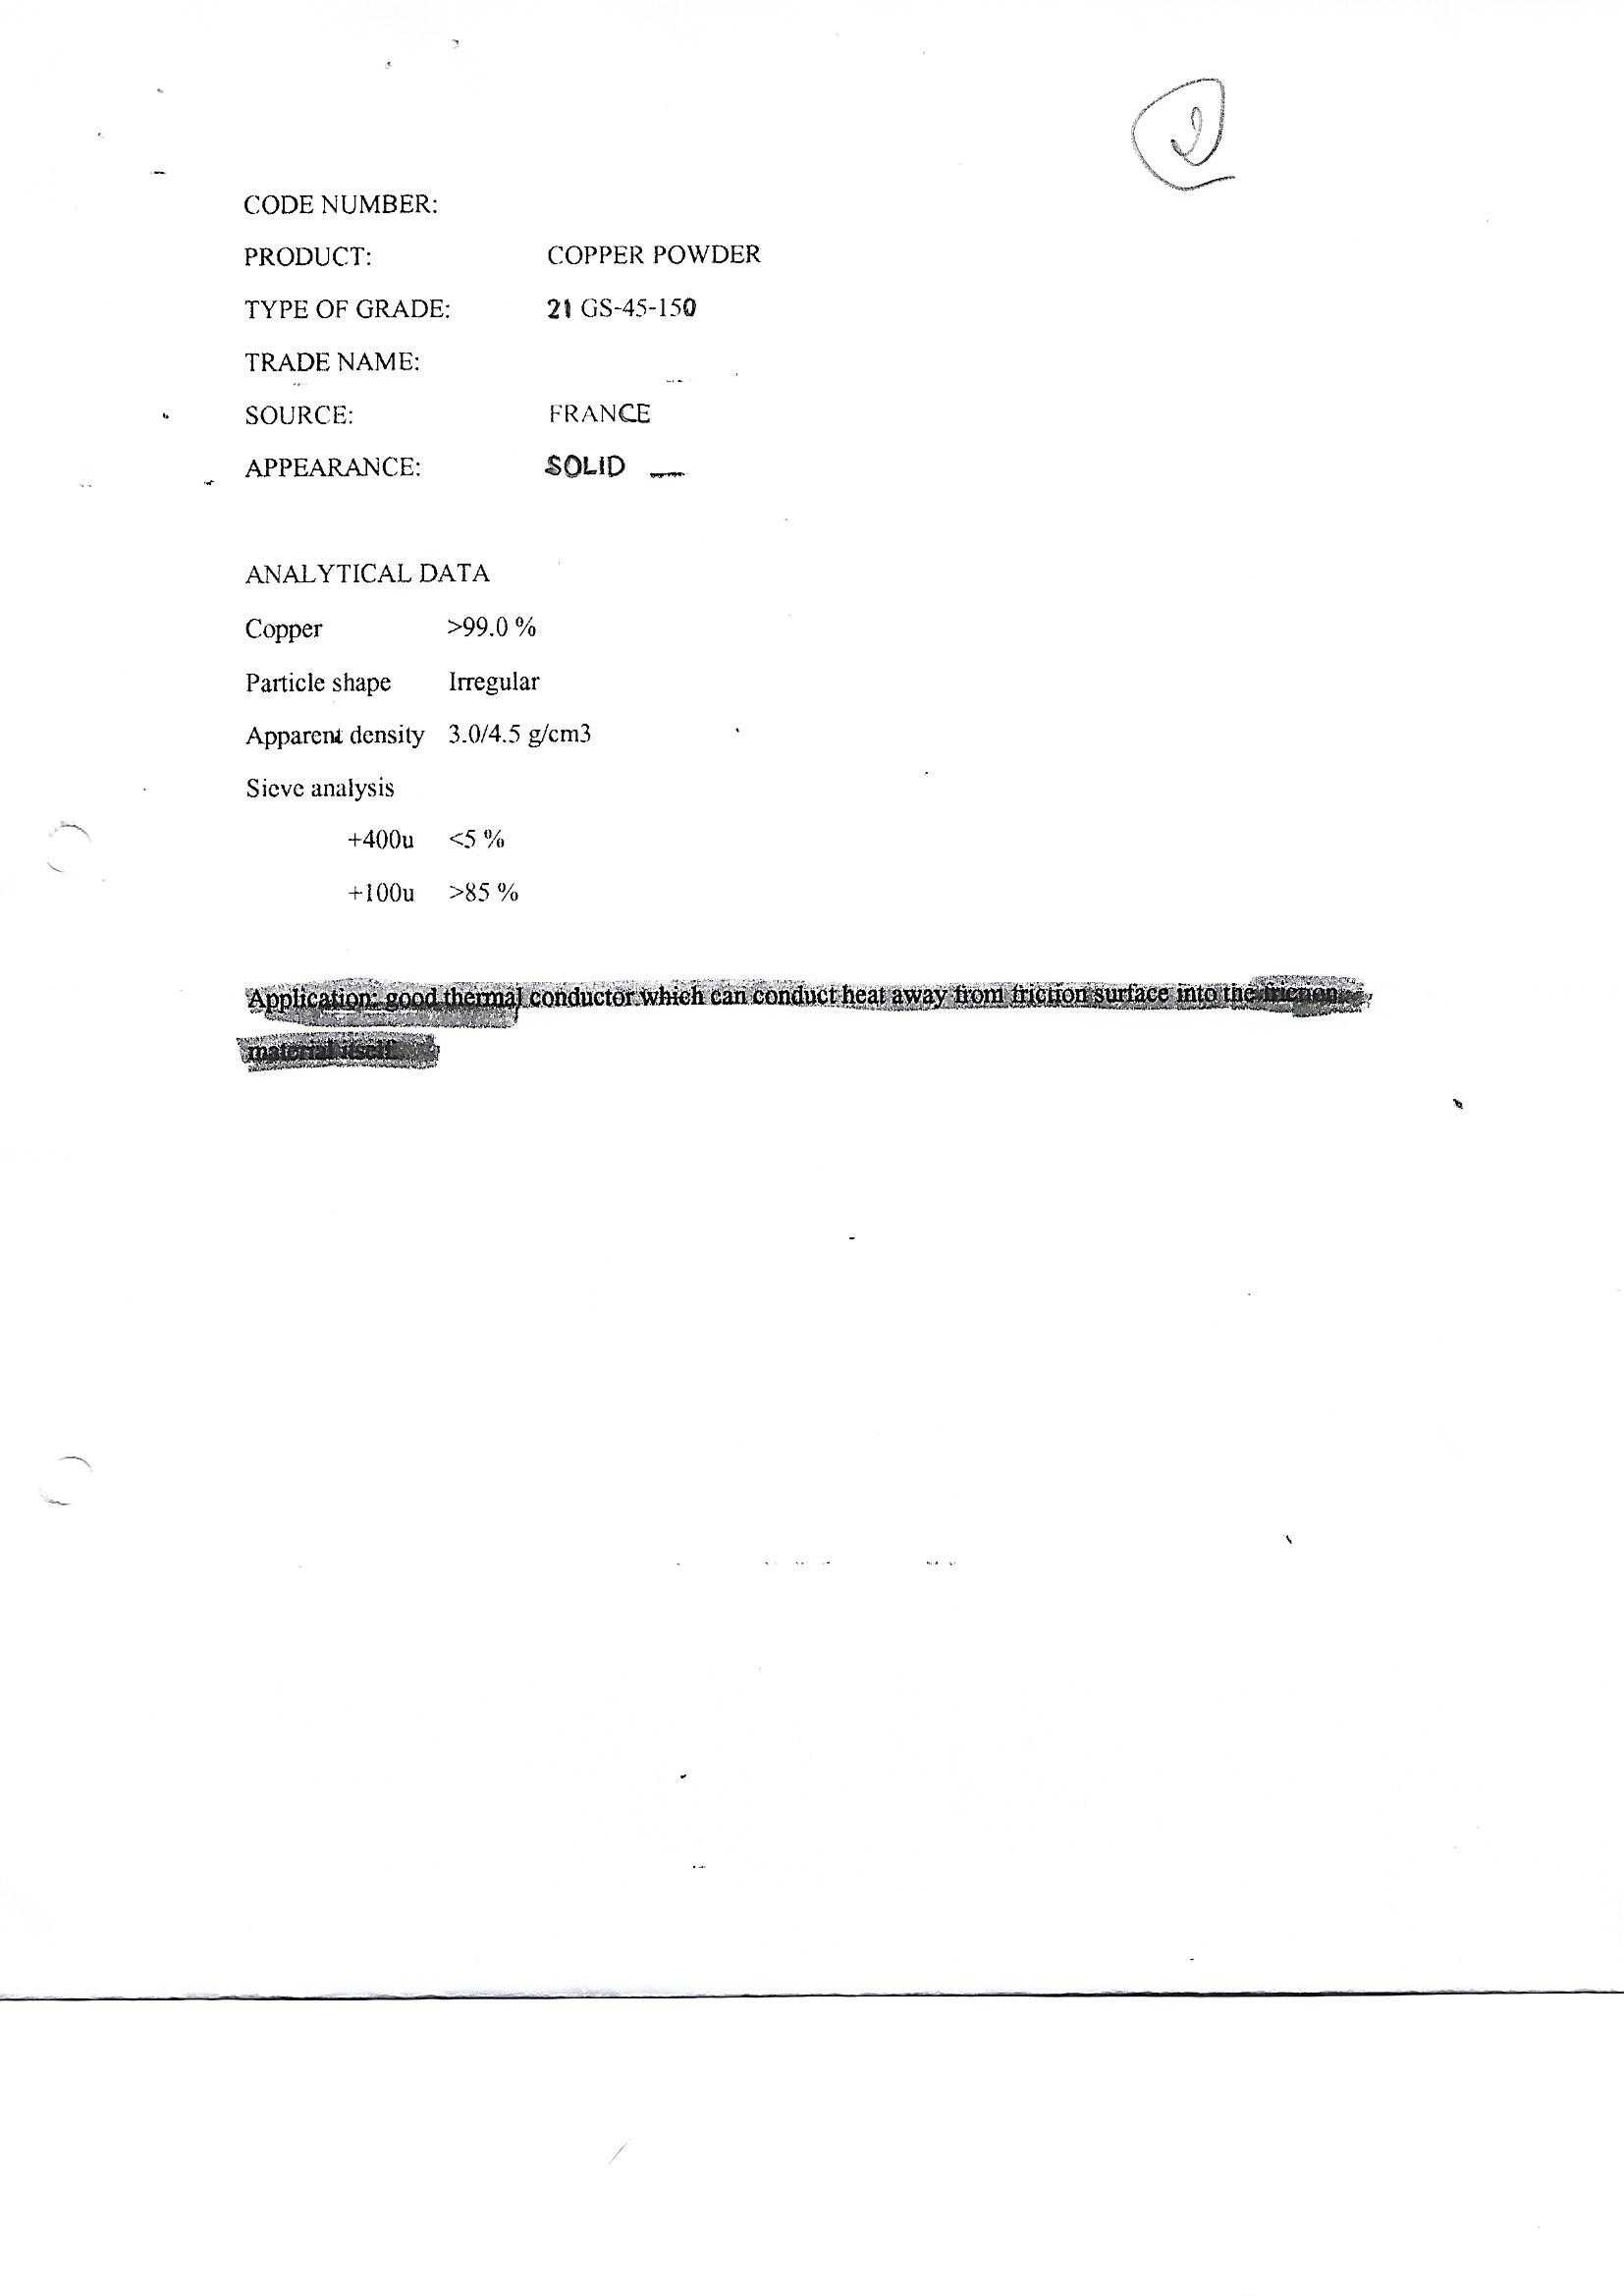 CODE NUMBER:
PRODUCT: COPPER POWDER
TYPE OF GRADE: 21 GS-45-150
TRADE NAME:
SOURCE: FRANCE
APPEARANCE: SOLID
ANALYTICAL DATA
Copper >99.0 %
Particle shape Irregular
Apparent density 3.0/4.5 g/cm3
Sieve analysis
+400u <5 %
+100u >85 %
Application: good thermal conductor which can conduct heat away from friction surface into the friction
material itself